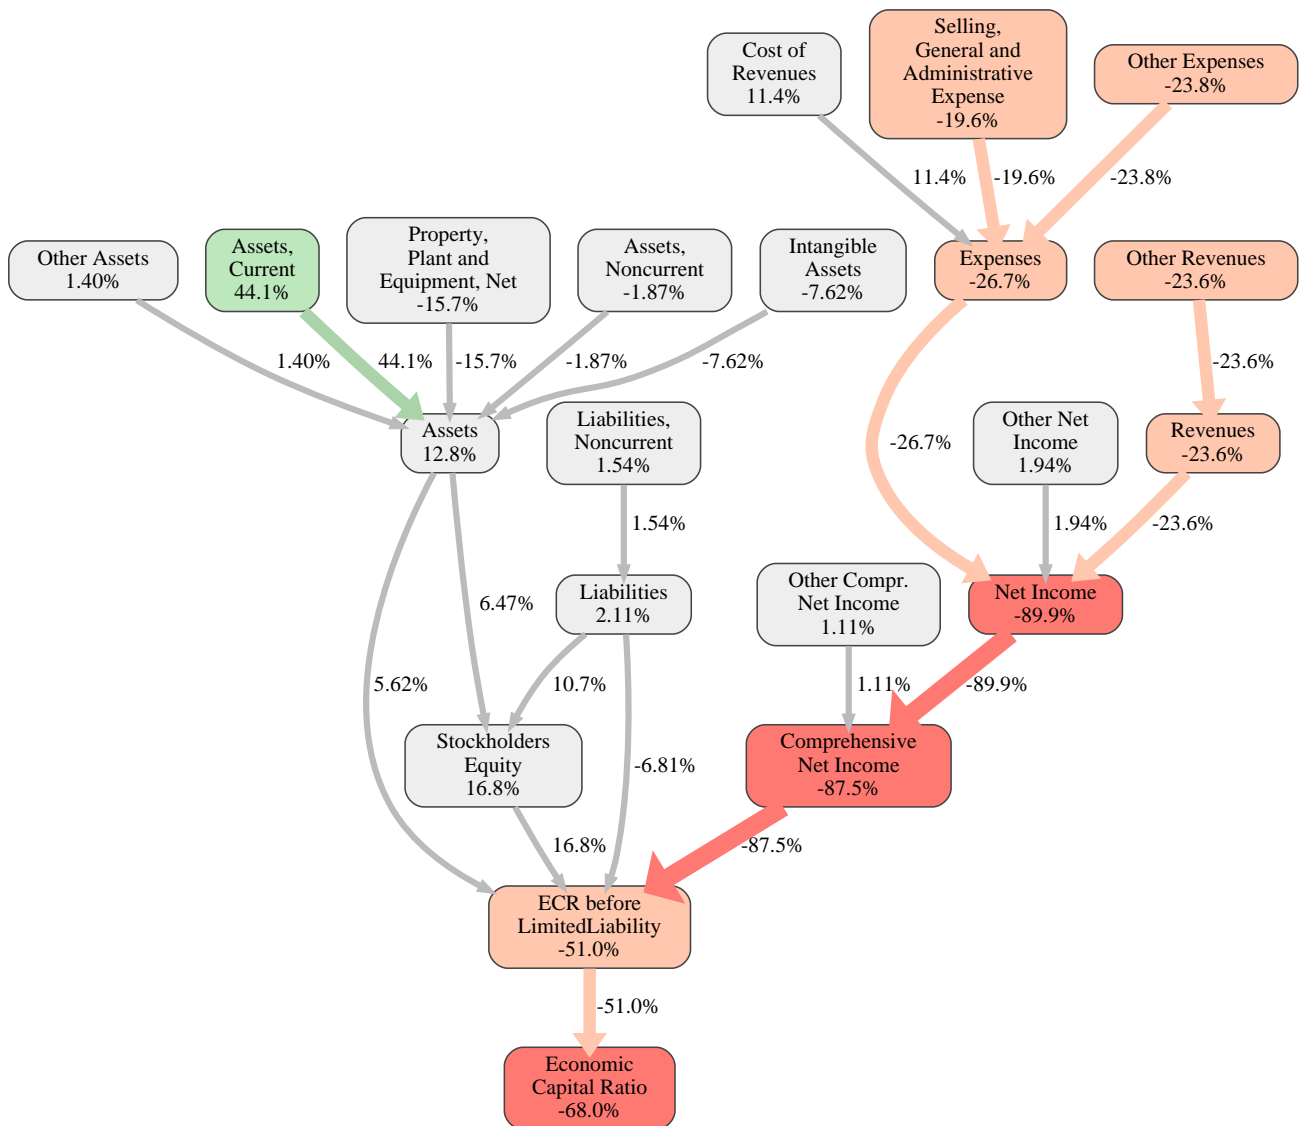 Cost of
Revenues
11.4%
Selling,
General and
Administrative
Expense
-19.6%
Other Expenses
-23.8%
11.4%
-19.6%
-23.8%
Other Assets
1.40%
Assets,
Current
44.1%
Property,
Plant and
Equipment, Net
-15.7%
Assets,
Noncurrent
-1.87%
Intangible
Assets
-7.62%
Expenses
-26.7%
Other Revenues
-23.6%
1.40%
44.1%
-15.7%
-1.87%
-7.62%
-23.6%
Assets
12.8%
Liabilities,
Noncurrent
1.54%
-26.7%
Other Net
Income
1.94%
Revenues
-23.6%
1.54%
1.94%
-23.6%
6.47%
Liabilities
2.11%
Other Compr.
Net Income
1.11%
Net Income
-89.9%
5.62%
10.7%
1.11%
-89.9%
Stockholders
Equity
16.8%
-6.81%
Comprehensive
Net Income
-87.5%
16.8%
-87.5%
ECR before
LimitedLiability
-51.0%
-51.0%
Economic
Capital Ratio
-68.0%